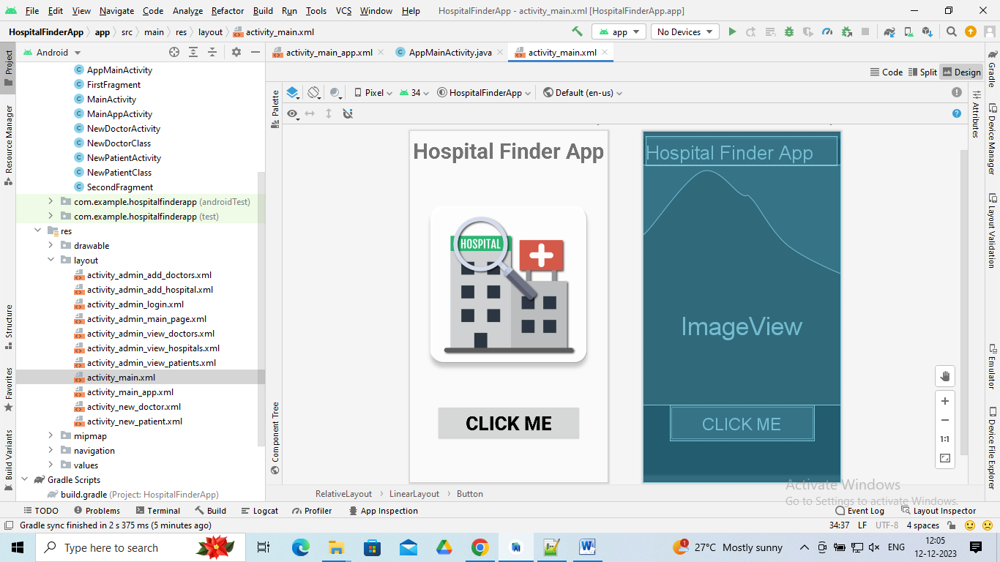 File Edit View Navigate Code Analyze Refactor Build Run Tools VCS Window Help HospitalFinderApp - activity_main.xml [HospitalFinderApp.app]
HospitalFinderApp app src main res layout activity_main.xml app No Devices
Project
Android
activity_main_app.xml AppMainActivity.java activity_main.xml
Code Split Design
AppMainActivity
FirstFragment
MainActivity
MainAppActivity
NewDoctorActivity
NewDoctorClass
NewPatientActivity
NewPatientClass
SecondFragment
com.example.hospitalfinderapp (androidTest)
com.example.hospitalfinderapp (test)
res
drawable
layout
activity_admin_add_doctors.xml
activity_admin_add_hospital.xml
activity_admin_login.xml
activity_admin_main_page.xml
activity_admin_view_doctors.xml
activity_admin_view_hospitals.xml
activity_admin_view_patients.xml
activity_main.xml
activity_main_app.xml
activity_new_doctor.xml
activity_new_patient.xml
mipmap
navigation
values
Gradle Scripts
build.gradle (Project: HospitalFinderApp)
Resource Manager
Structure
Favorites
Build Variants
Palette
Component Tree
Pixel 34 HospitalFinderApp Default (en-us)
Hospital Finder App
HOSPITAL
CLICK ME
Hospital Finder App
ImageView
CLICK ME
1:1
Attributes
Gradle
Device Manager
Layout Validation
Emulator
Device File Explorer
Activate Windows
Go to Settings to activate Windows.
RelativeLayout LinearLayout Button
TODO Problems Terminal Build Logcat Profiler App Inspection Event Log Layout Inspector
Gradle sync finished in 2 s 375 ms (5 minutes ago) 34:37 LF UTF-8 4 spaces
Type here to search 27°C Mostly sunny ENG 12:05
12-12-2023